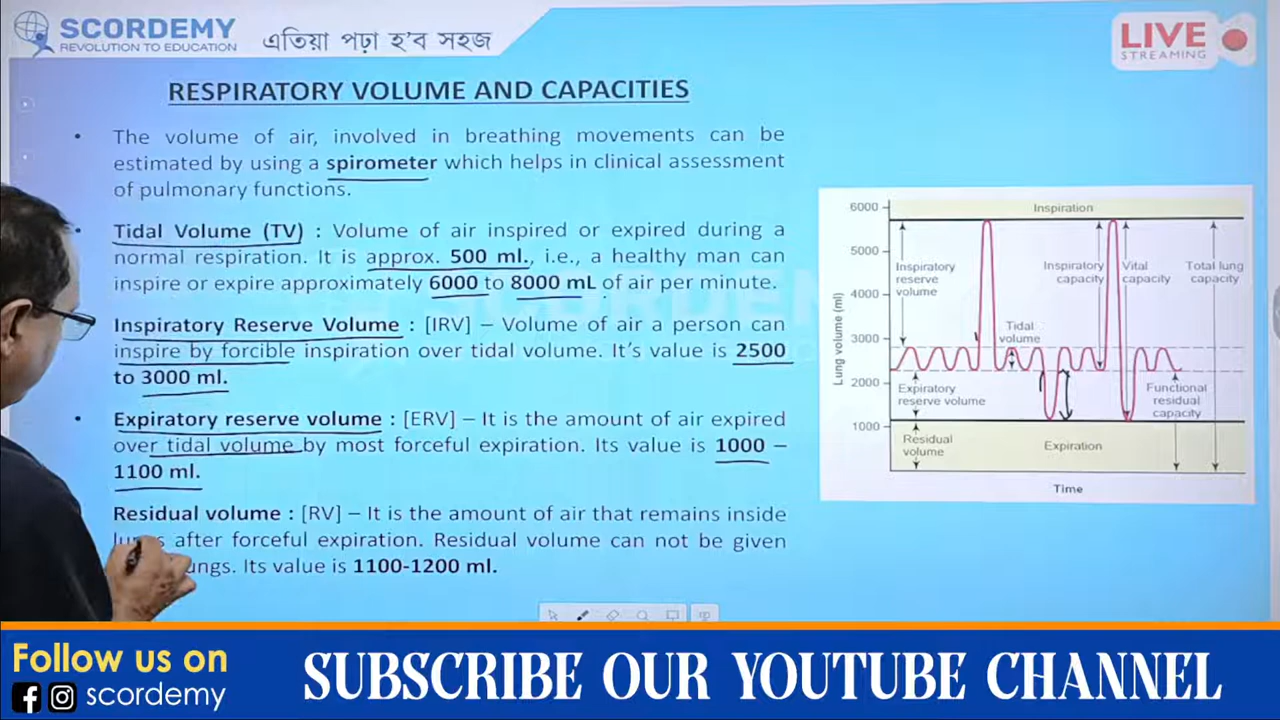 SCORDEMY
REVOLUTION TO EDUCATION
এতিয়া পঢ়া হ'ব সহজ
LIVE
STREAMING
RESPIRATORY VOLUME AND CAPACITIES
• The volume of air, involved in breathing movements can be
estimated by using a spirometer which helps in clinical assessment
of pulmonary functions.
• Tidal Volume (TV) : Volume of air inspired or expired during a
normal respiration. It is approx. 500 ml., i.e., a healthy man can
inspire or expire approximately 6000 to 8000 mL of air per minute.
Inspiratory Reserve Volume : [IRV] – Volume of air a person can
inspire by forcible inspiration over tidal volume. It's value is 2500
to 3000 ml.
• Expiratory reserve volume : [ERV] – It is the amount of air expired
over tidal volume by most forceful expiration. Its value is 1000 –
1100 ml.
Residual volume : [RV] – It is the amount of air that remains inside
after forceful expiration. Residual volume can not be given
ungs. Its value is 1100-1200 ml.
Lung volume (ml)
6000
5000
4000
3000
2000
1000
Inspiration
Inspiratory
reserve
volume
Tidal
volume
Inspiratory
capacity
Vital
capacity
Total lung
capacity
Expiratory
reserve volume
Functional
residual
capacity
Residual
volume
Expiration
Time
Follow us on
scordemy
SUBSCRIBE OUR YOUTUBE CHANNEL